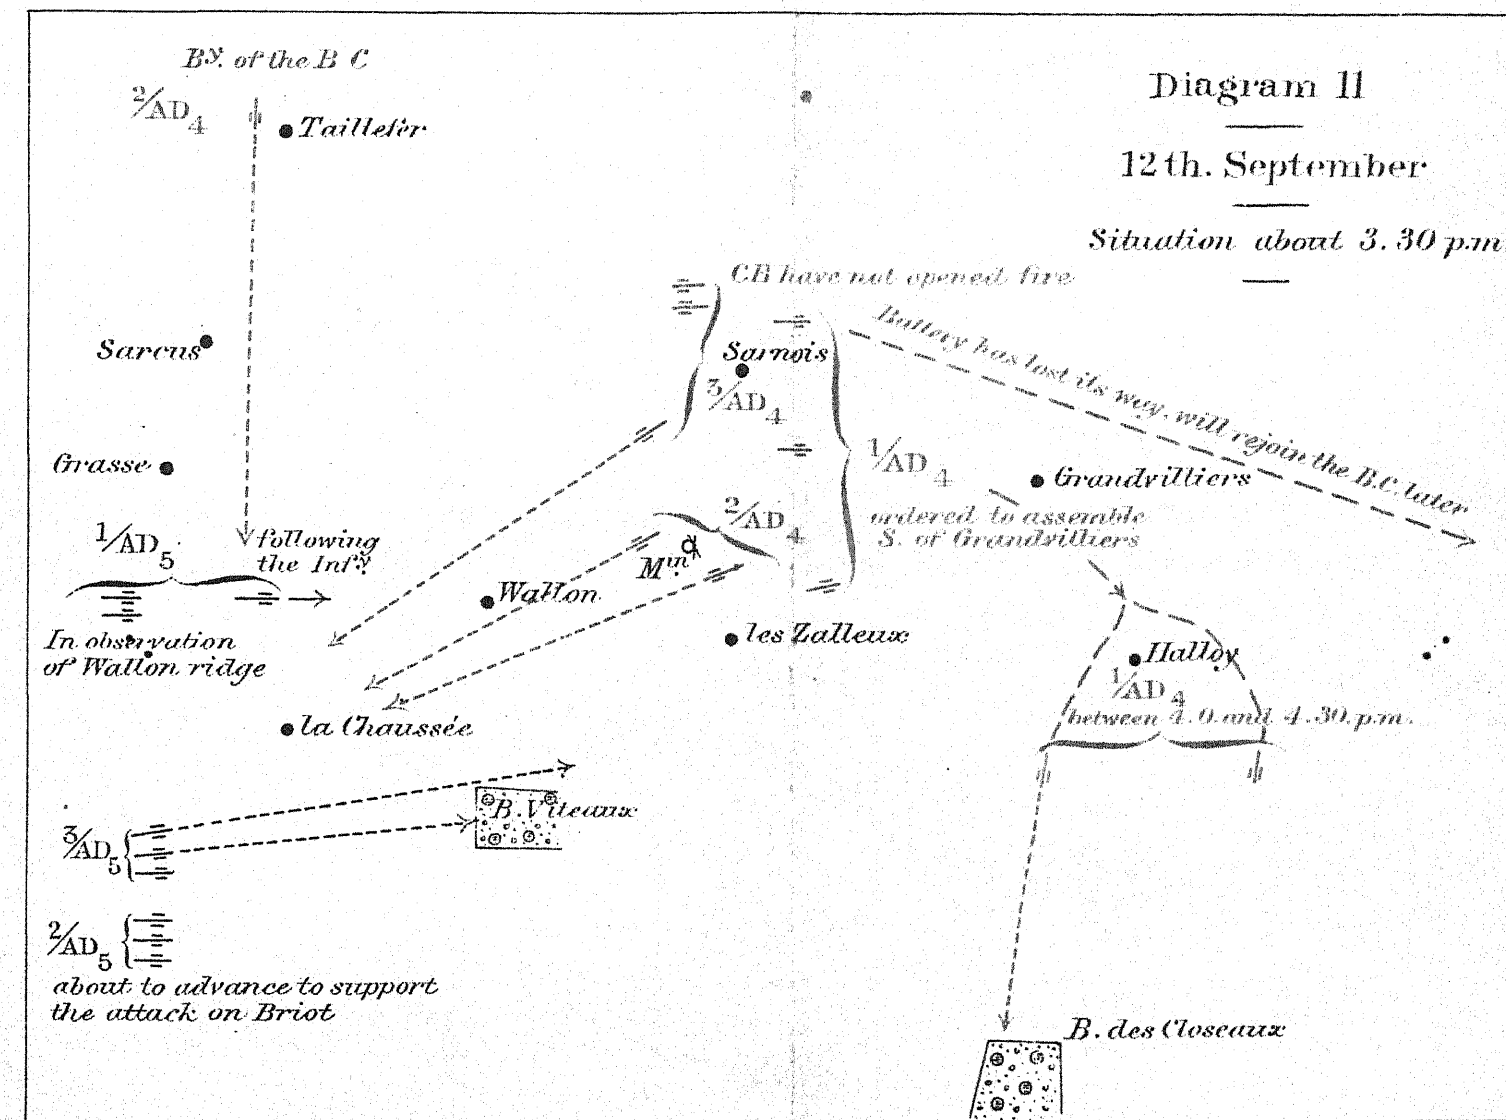 Diagram 11
12th. September
Situation about 3.30 p.m
By. of the B C
2/AD4
Taillefer
CB have not opened fire
Battery has lost its way, will rejoin the B.C. later
Sarcus
Sarnois
3/AD4
Grasse
1/AD4
Grandvilliers
ordered to assemble
S. of Grandvilliers
2/AD4
1/AD5
following
the Infy.
Min
Wallon
les Zalleux
In observation
of Wallon ridge
Halloy
1/AD4
between 4.0. and 4.30. p.m.
la Chaussée
B. Viteaux
3/AD5
2/AD5
about to advance to support
the attack on Briot
B. des Closeaux